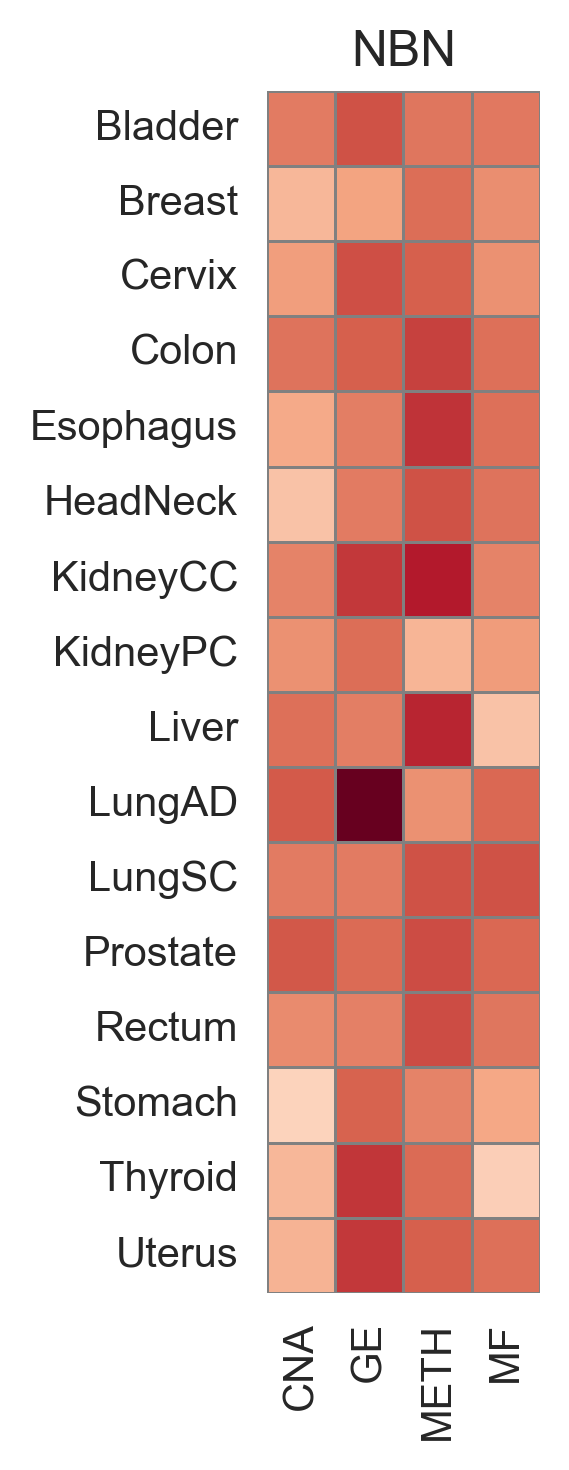 NBN
Bladder
Breast
Cervix
Colon
Esophagus
HeadNeck
KidneyCC
KidneyPC
Liver
LungAD
LungSC
Prostate
Rectum
Stomach
Thyroid
Uterus
CNA
GE
METH
MF